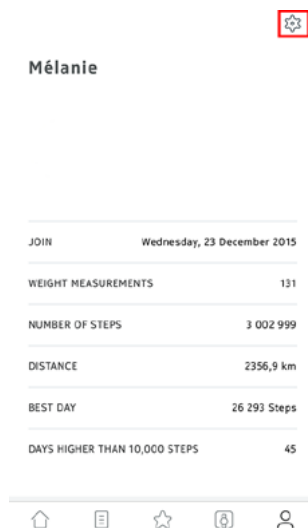 Mélanie
JOIN Wednesday, 23 December 2015
WEIGHT MEASUREMENTS 131
NUMBER OF STEPS 3 002 999
DISTANCE 2356,9 km
BEST DAY 26 293 Steps
DAYS HIGHER THAN 10,000 STEPS 45